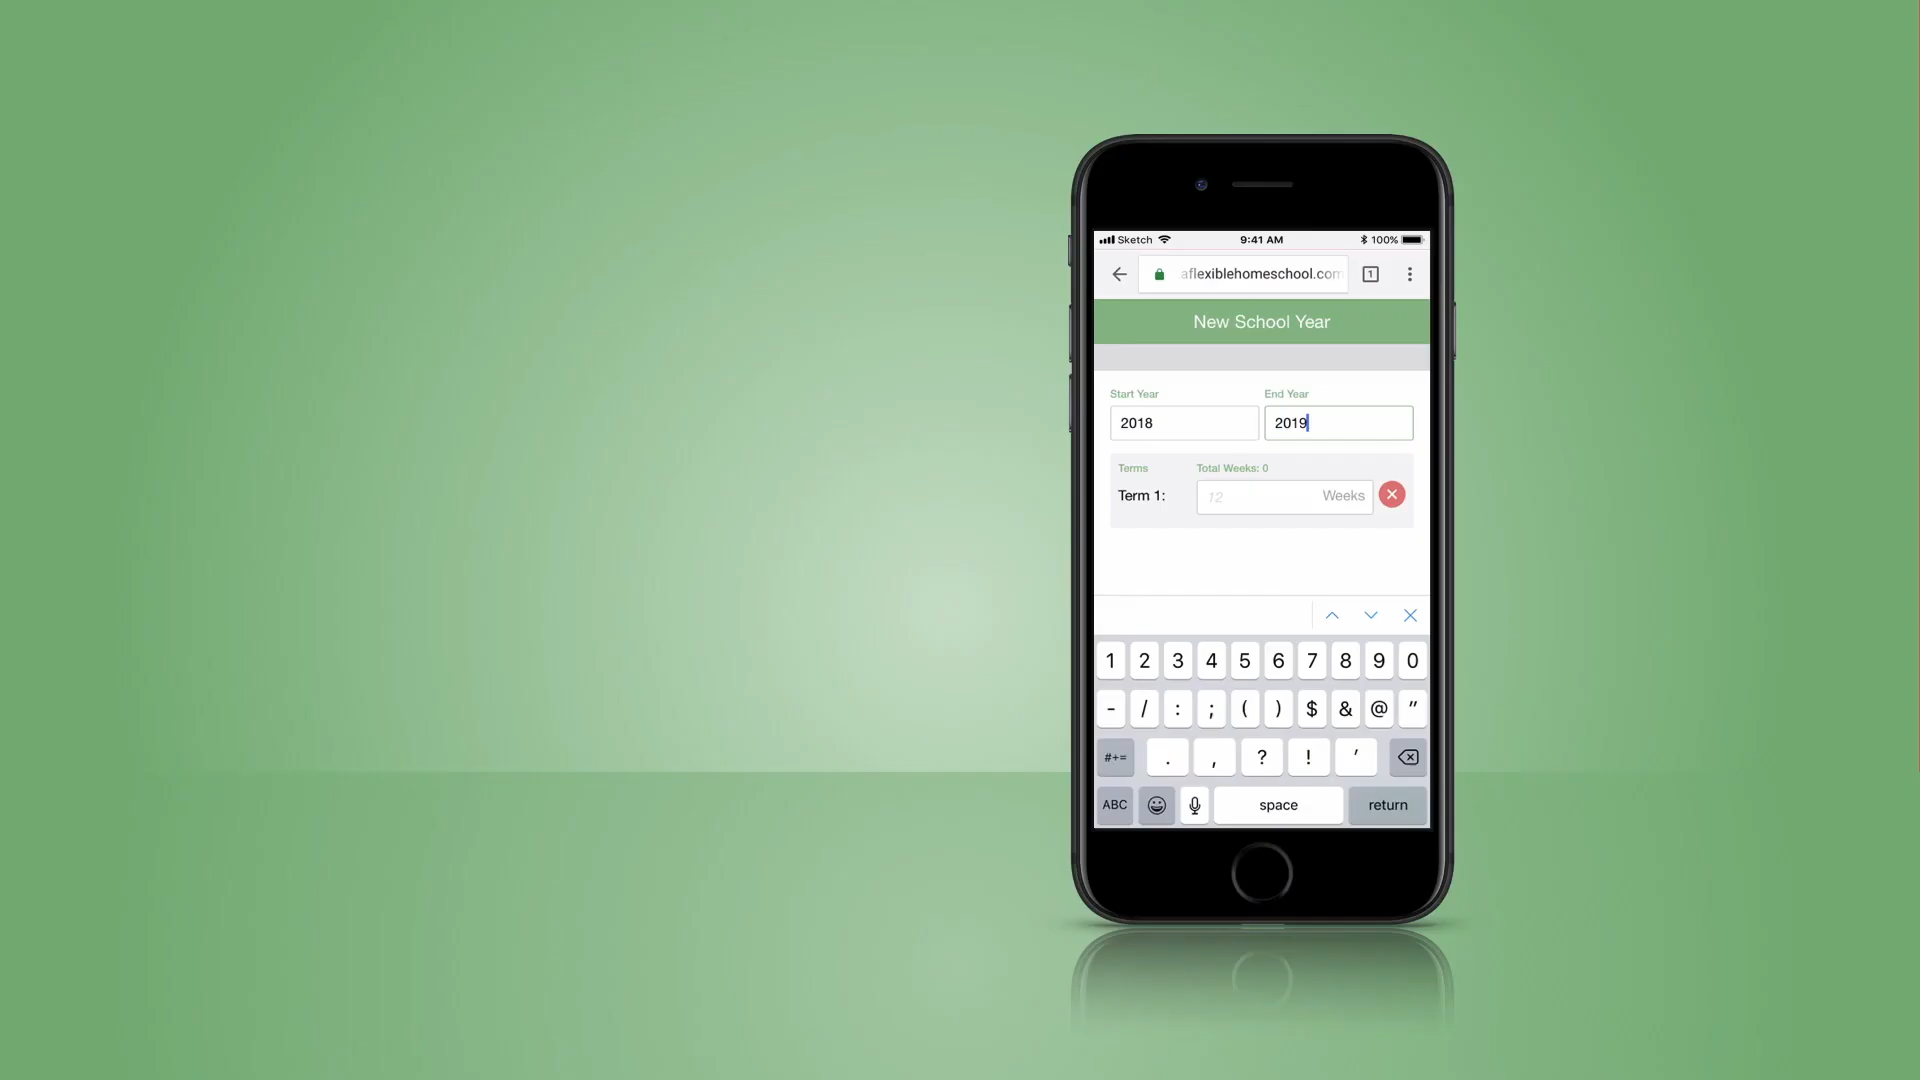 Sketch 9:41 AM 100%
aflexiblehomeschool.com 1
New School Year
Start Year End Year
2018 2019
Terms Total Weeks: 0
Term 1: 12 Weeks
1 2 3 4 5 6 7 8 9 0
- / : ; ( ) $ & @ "
#+= . , ? ! '
ABC space return